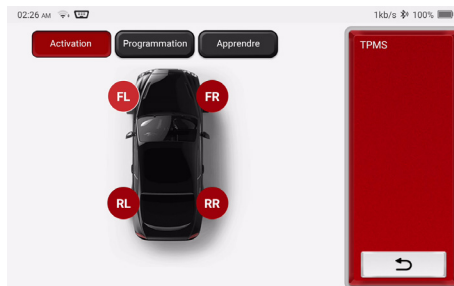 02:26 AM
1kb/s 100%
Activation
Programmation
Apprendre
TPMS
FL
FR
RL
RR